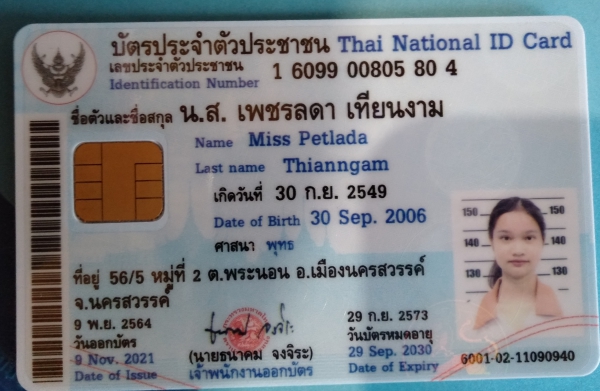 บัตรประจำตัวประชาชน Thai National ID Card
เลขประจำตัวประชาชน 1 6099 00805 80 4
Identification Number
ชื่อตัวและชื่อสกุล น.ส. เพชรลดา เทียนงาม
Name Miss Petlada
Last name Thianngam
เกิดวันที่ 30 ก.ย. 2549
Date of Birth 30 Sep. 2006
ศาสนา พุทธ
ที่อยู่ 56/5 หมู่ที่ 2 ต.พระนอน อ.เมืองนครสวรรค์
จ.นครสวรรค์
9 พ.ย. 2564
วันออกบัตร
9 Nov. 2021
Date of Issue
(นายธนาคม จงจิระ)
เจ้าพนักงานออกบัตร
29 ก.ย. 2573
วันบัตรหมดอายุ
29 Sep. 2030
Date of Expiry
150 150
140 140
130 130
6001-02-11090940